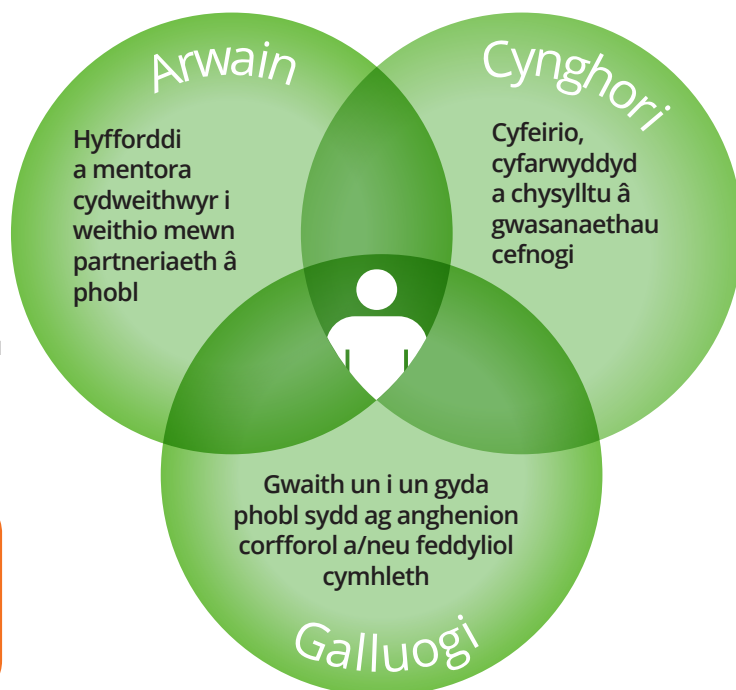 Arwain
Hyfforddi
a mentora
cydweithwyr i
weithio mewn
partneriaeth â
phobl
Cynghori
Cyfeirio,
cyfarwyddyd
a chysylltu â
gwasanaethau
cefnogi
Gwaith un i un gyda
phobl sydd ag anghenion
corfforol a/neu feddyliol
cymhleth
Galluogi